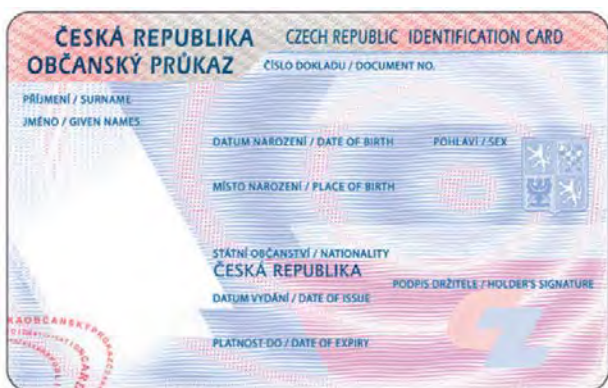 ČESKÁ REPUBLIKA CZECH REPUBLIC IDENTIFICATION CARD
OBČANSKÝ PRŮKAZ ČÍSLO DOKLADU / DOCUMENT NO.
PŘÍJMENÍ / SURNAME
JMÉNO / GIVEN NAMES
DATUM NAROZENÍ / DATE OF BIRTH POHLAVÍ / SEX
MÍSTO NAROZENÍ / PLACE OF BIRTH
STÁTNÍ OBČANSTVÍ / NATIONALITY
ČESKÁ REPUBLIKA
PODPIS DRŽITELE / HOLDER'S SIGNATURE
DATUM VYDÁNÍ / DATE OF ISSUE
PLATNOST DO / DATE OF EXPIRY
CZ